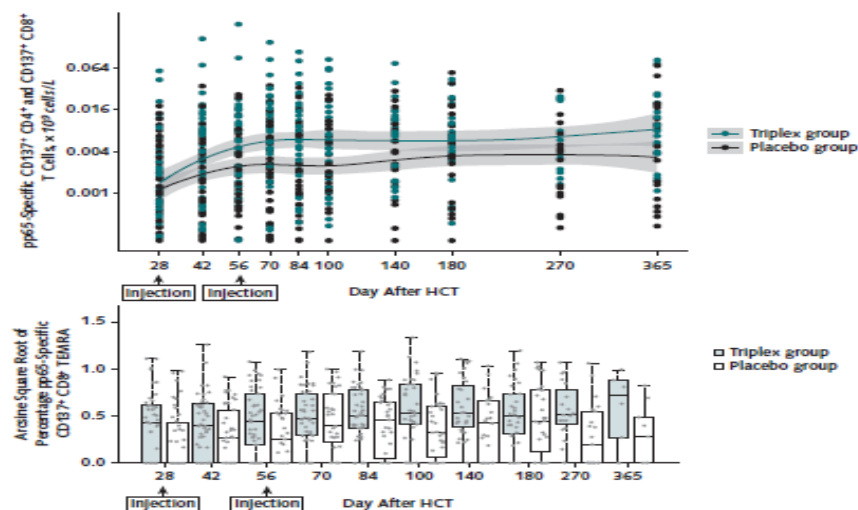 pp65-Specific CD137⁺ CD4⁺ and CD137⁺ CD8⁺
T Cells, × 10⁹ cells/L
0.064
0.016
0.004
0.001
Triplex group
Placebo group
28
42
56
70
84
100
140
180
270
365
Injection
Injection
Day After HCT
Arcsine Square Root of
Percentage pp65-Specific
CD137⁺ CD8⁺ TEMRA
1.5
1.0
0.5
0.0
Triplex group
Placebo group
28
42
56
70
84
100
140
180
270
365
Injection
Injection
Day After HCT